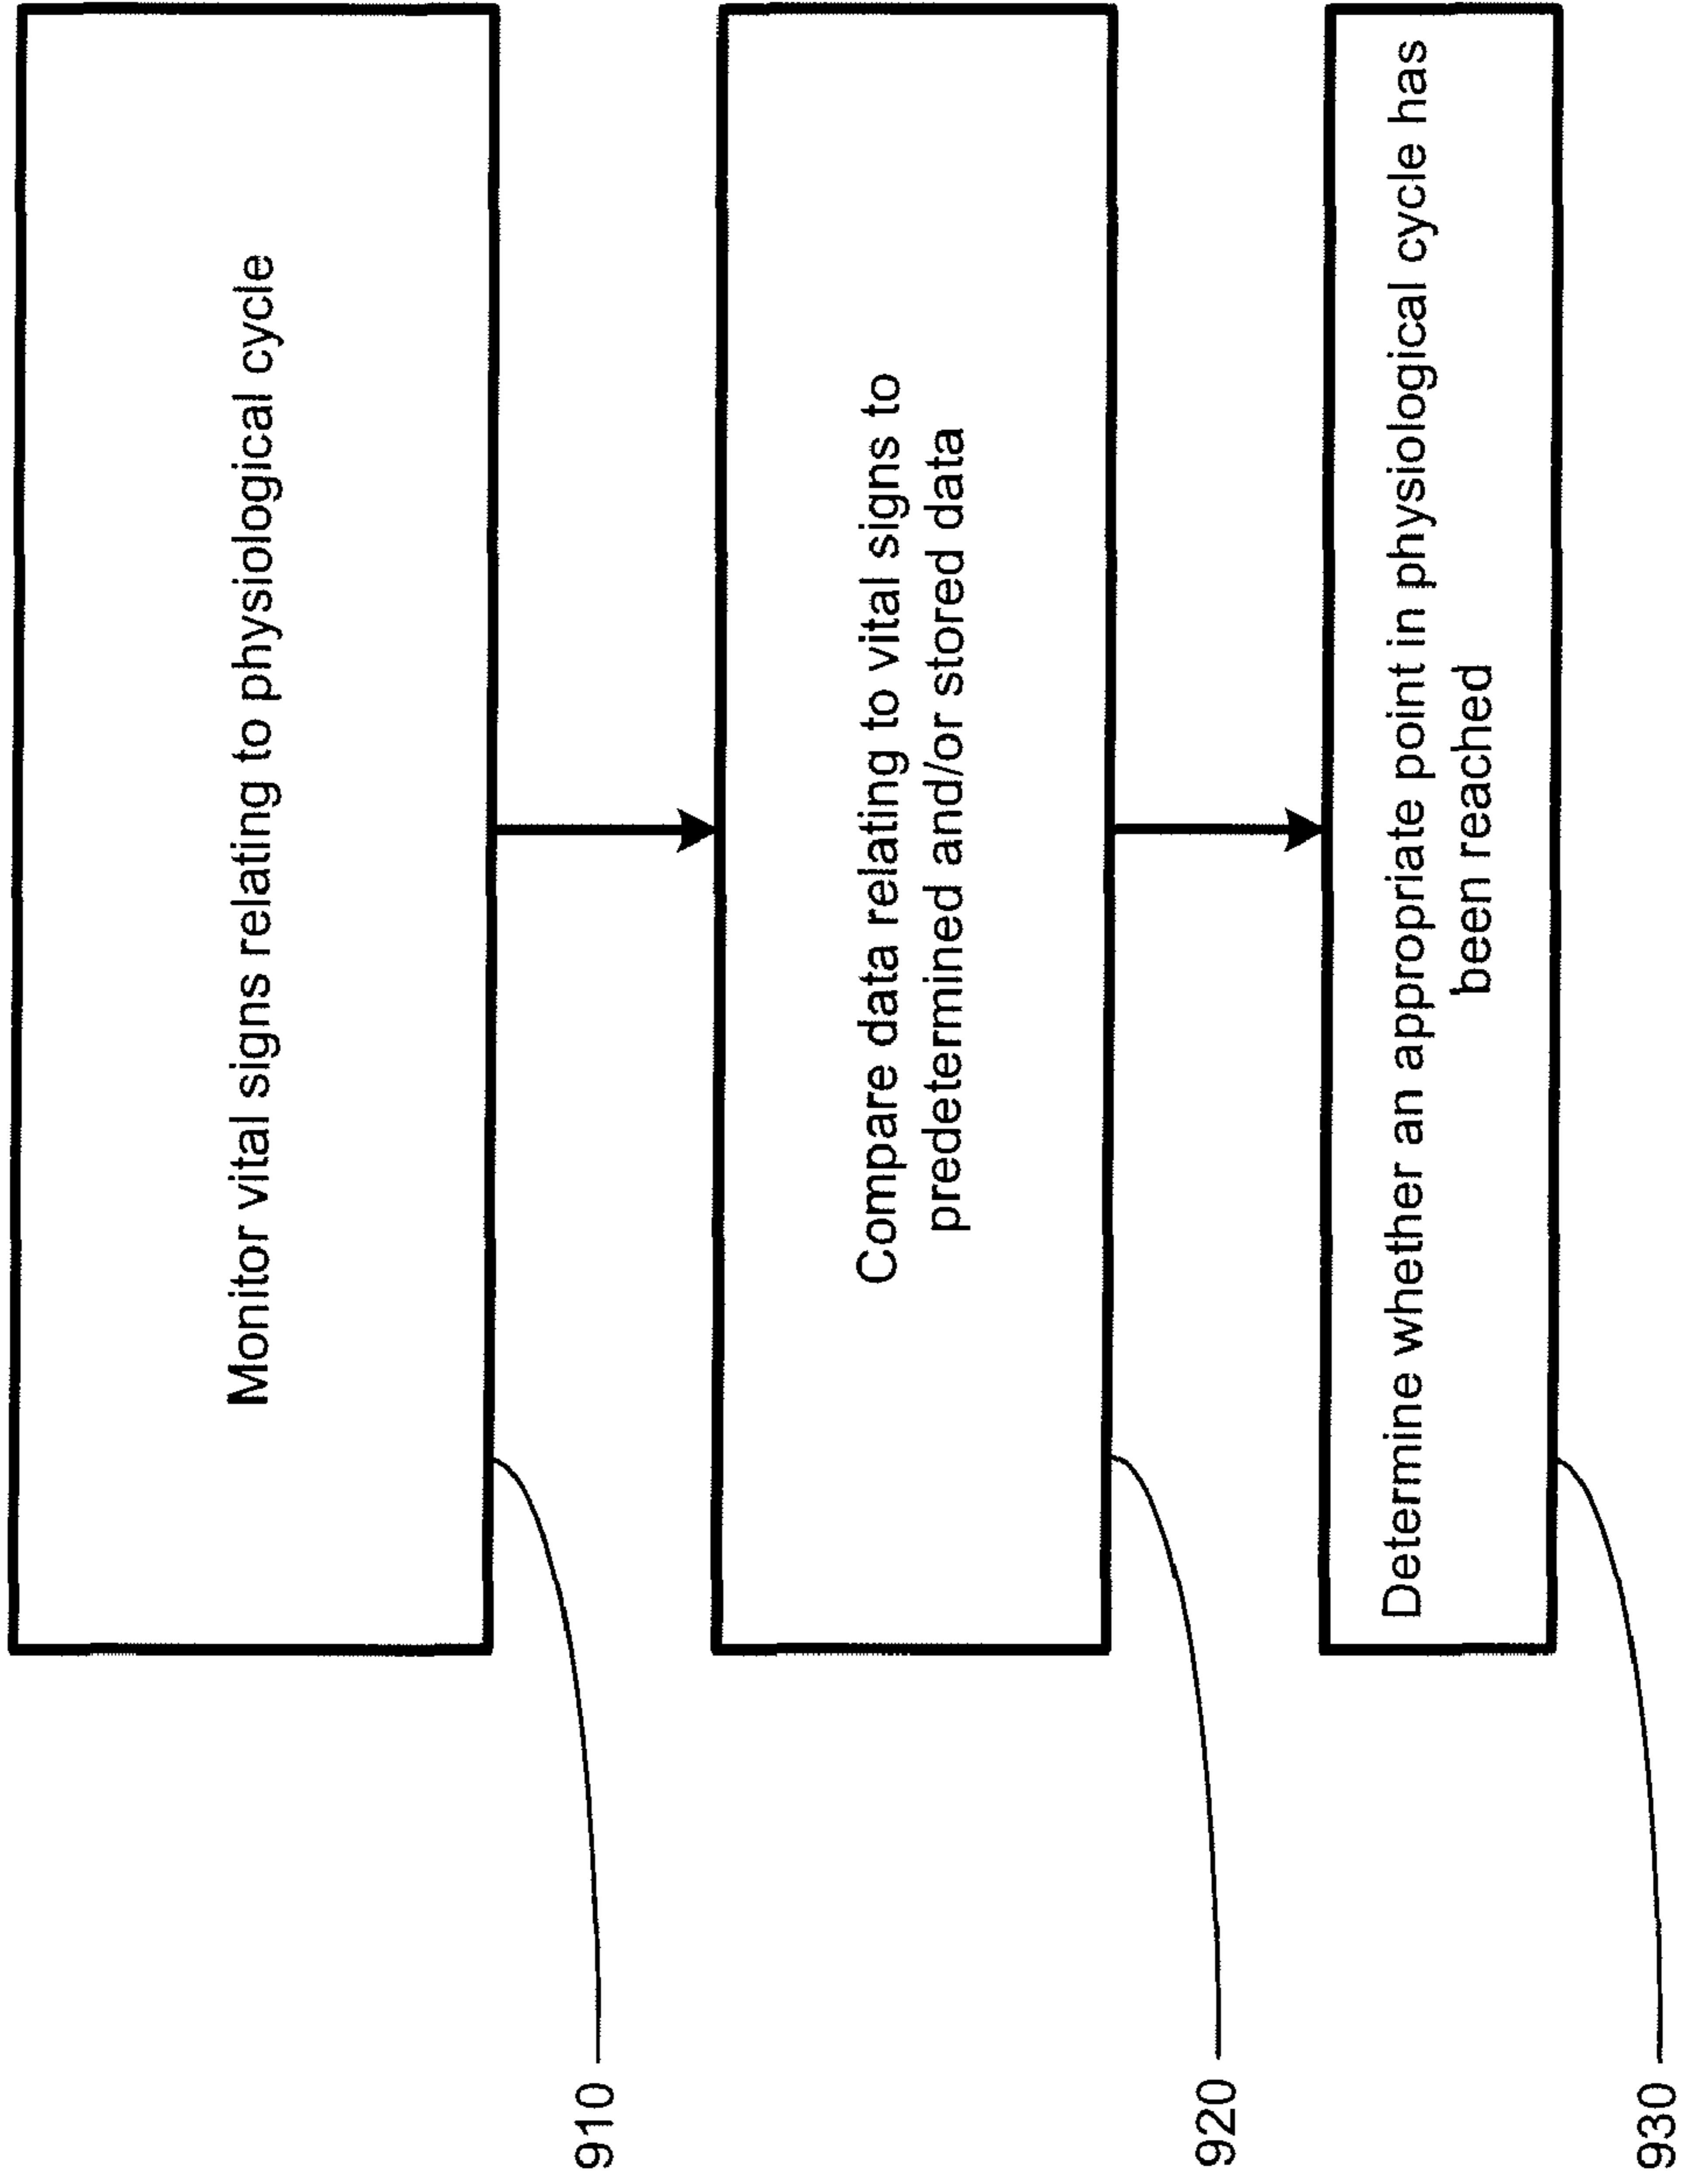 Monitor vital signs relating to physiological cycle
910
Compare data relating to vital signs to
predetermined and/or stored data
920
Determine whether an appropriate point in physiological cycle has
been reached
930